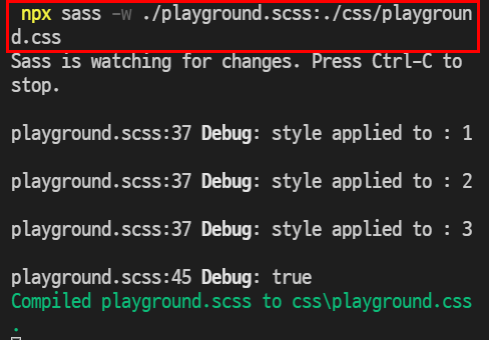 npx sass -w ./playground.scss:./css/playgroun
d.css
Sass is watching for changes. Press Ctrl-C to
stop.
playground.scss:37 Debug: style applied to : 1
playground.scss:37 Debug: style applied to : 2
playground.scss:37 Debug: style applied to : 3
playground.scss:45 Debug: true
Compiled playground.scss to css\playground.css
.